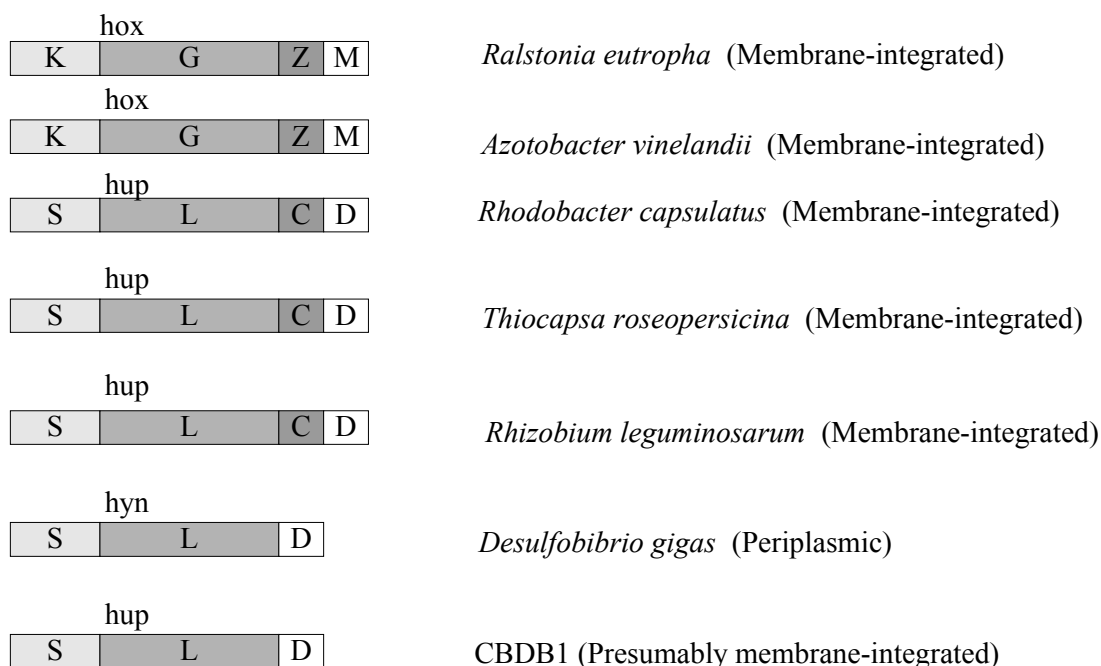 hox
K G Z M Ralstonia eutropha (Membrane-integrated)
hox
K G Z M Azotobacter vinelandii (Membrane-integrated)
hup
S L C D Rhodobacter capsulatus (Membrane-integrated)
hup
S L C D Thiocapsa roseopersicina (Membrane-integrated)
hup
S L C D Rhizobium leguminosarum (Membrane-integrated)
hyn
S L D Desulfobibrio gigas (Periplasmic)
hup
S L D CBDB1 (Presumably membrane-integrated)